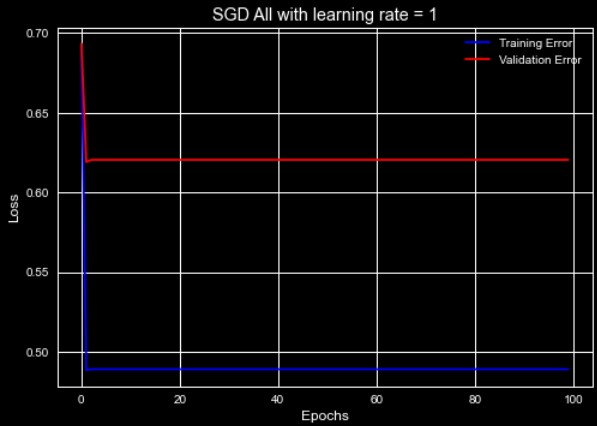 SGD All with learning rate = 1
0.70
Training Error
Validation Error
0.65
0.60
Loss
0.55
0.50
0 20 40 60 80 100
Epochs